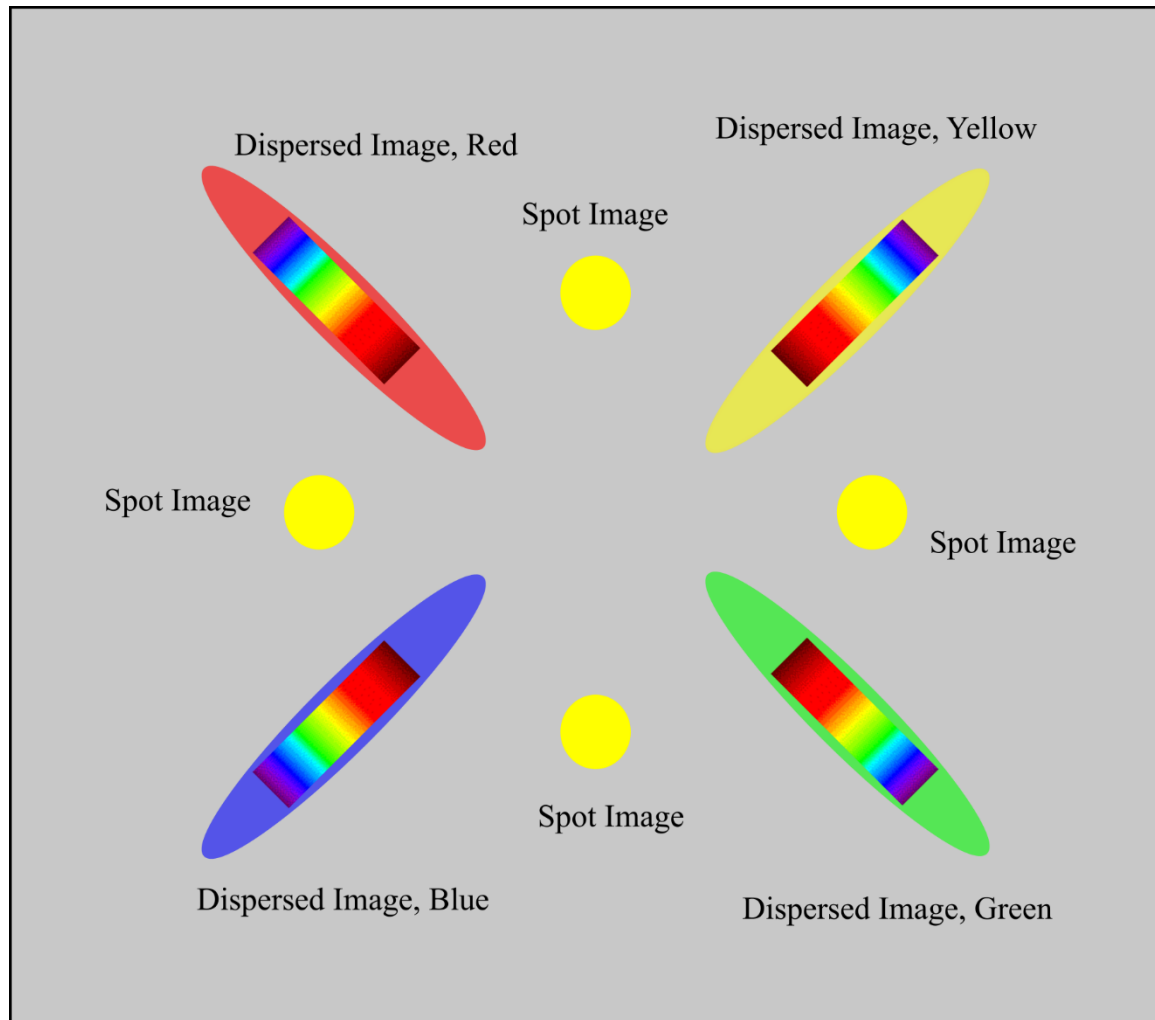 Dispersed Image, Yellow
Dispersed Image, Red
Spot Image
Spot Image
Spot Image
Spot Image
Dispersed Image, Blue
Dispersed Image, Green